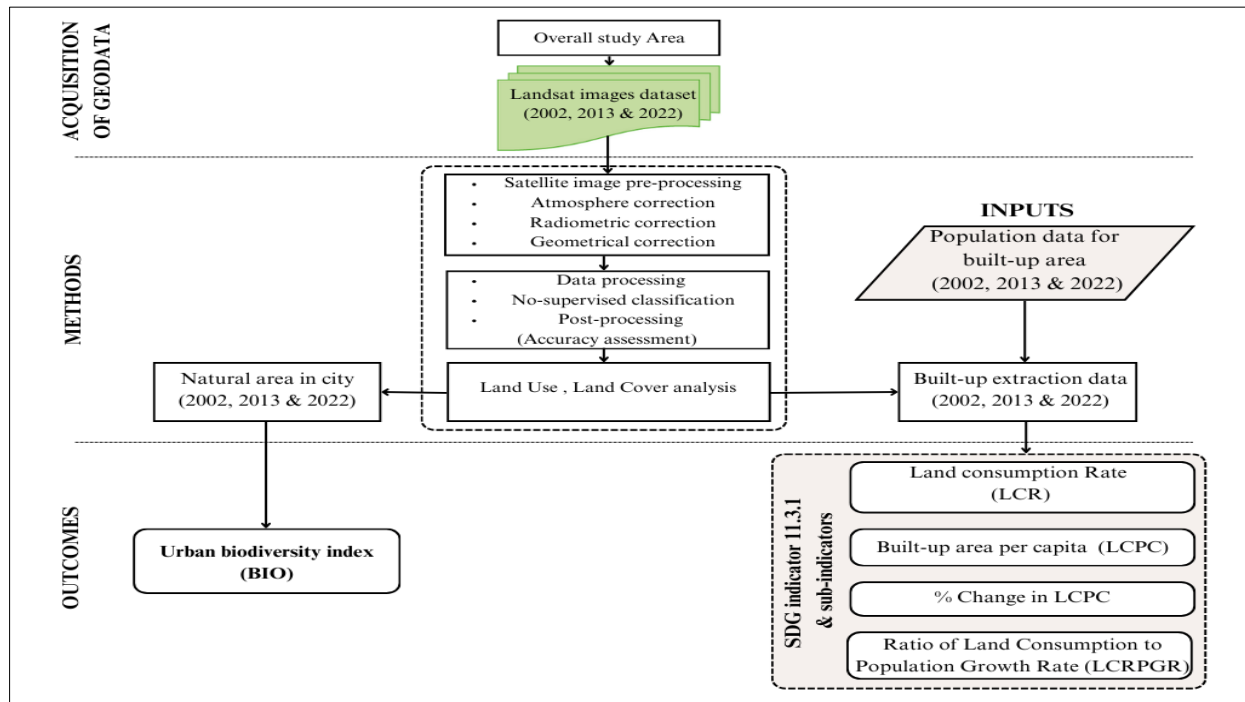 ACQUISITION
OF GEODATA
Overall study Area
Landsat images dataset
(2002, 2013 & 2022)
METHODS
• Satellite image pre-processing
• Atmosphere correction
• Radiometric correction
• Geometrical correction
INPUTS
Population data for
built-up area
(2002, 2013 & 2022)
• Data processing
• No-supervised classification
• Post-processing
(Accuracy assessment)
Natural area in city
(2002, 2013 & 2022)
Land Use , Land Cover analysis
Built-up extraction data
(2002, 2013 & 2022)
OUTCOMES
Urban biodiversity index
(BIO)
SDG indicator 11.3.1
& sub-indicators
Land consumption Rate
(LCR)
Built-up area per capita (LCPC)
% Change in LCPC
Ratio of Land Consumption to
Population Growth Rate (LCRPGR)